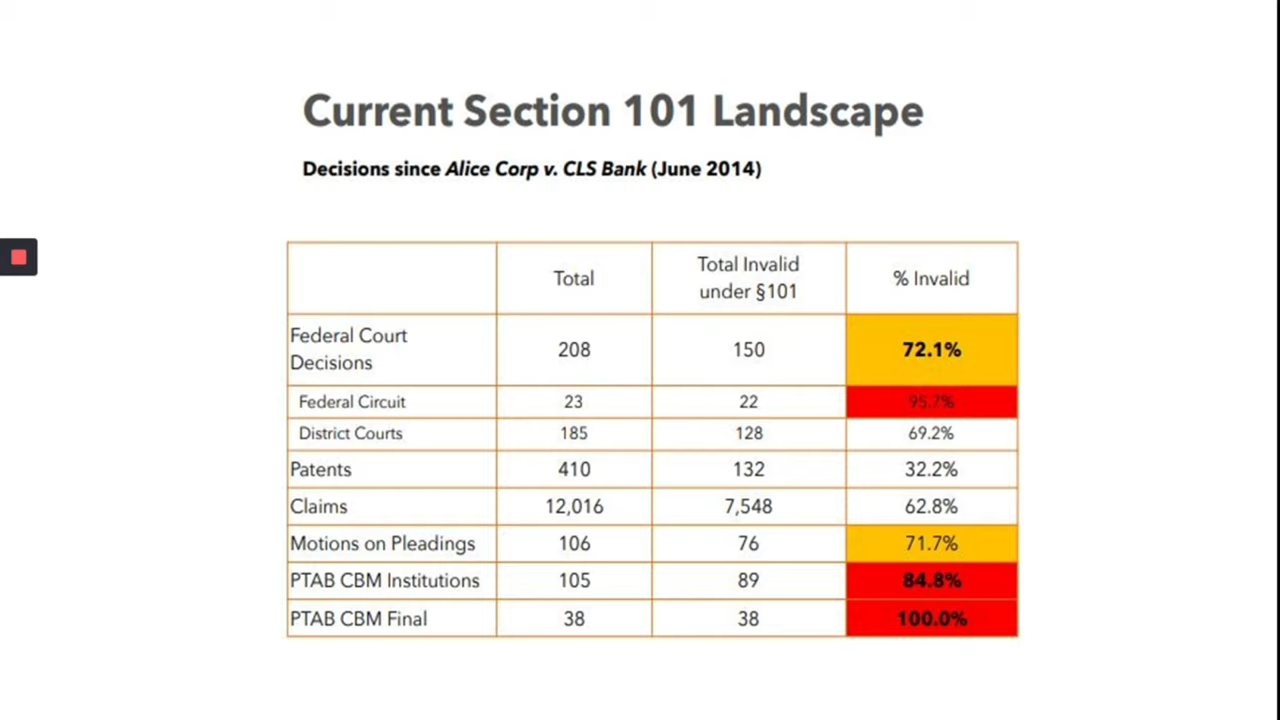 Current Section 101 Landscape
Decisions since Alice Corp v. CLS Bank (June 2014)
Total
Total Invalid
under §101
% Invalid
Federal Court
Decisions
208
150
72.1%
Federal Circuit
23
22
95.7%
District Courts
185
128
69.2%
Patents
410
132
32.2%
Claims
12,016
7,548
62.8%
Motions on Pleadings
106
76
71.7%
PTAB CBM Institutions
105
89
84.8%
PTAB CBM Final
38
38
100.0%